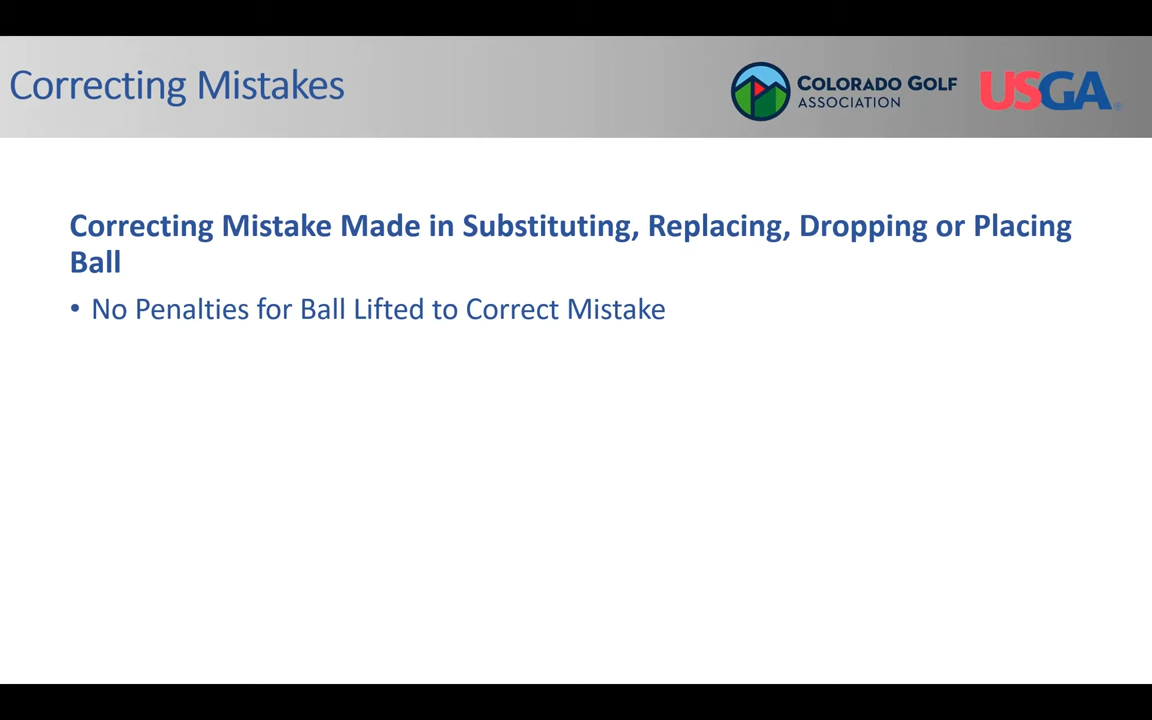 Correcting Mistakes
COLORADO GOLF
ASSOCIATION
USGA®
Correcting Mistake Made in Substituting, Replacing, Dropping or Placing
Ball
• No Penalties for Ball Lifted to Correct Mistake